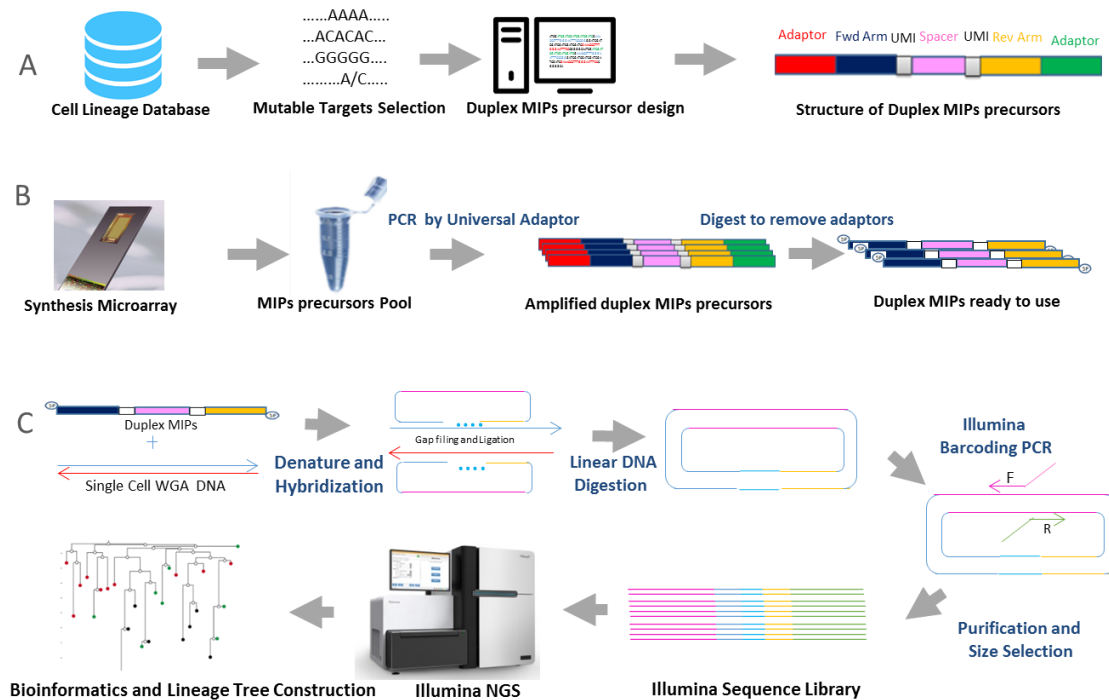 A
......AAAA.....
...ACACAC...
...GGGGG....
.........A/C.....
Cell Lineage Database
Mutable Targets Selection
Duplex MIPs precursor design
Adaptor Fwd Arm UMI Spacer UMI Rev Arm Adaptor
Structure of Duplex MIPs precursors
B
PCR by Universal Adaptor
Digest to remove adaptors
Synthesis Microarray
MIPs precursors Pool
Amplified duplex MIPs precursors
Duplex MIPs ready to use
C
Duplex MIPs
+
Single Cell WGA DNA
Denature and
Hybridization
Gap filing and Ligation
Linear DNA
Digestion
Illumina
Barcoding PCR
F
R
Purification and
Size Selection
Bioinformatics and Lineage Tree Construction
Illumina NGS
Illumina Sequence Library